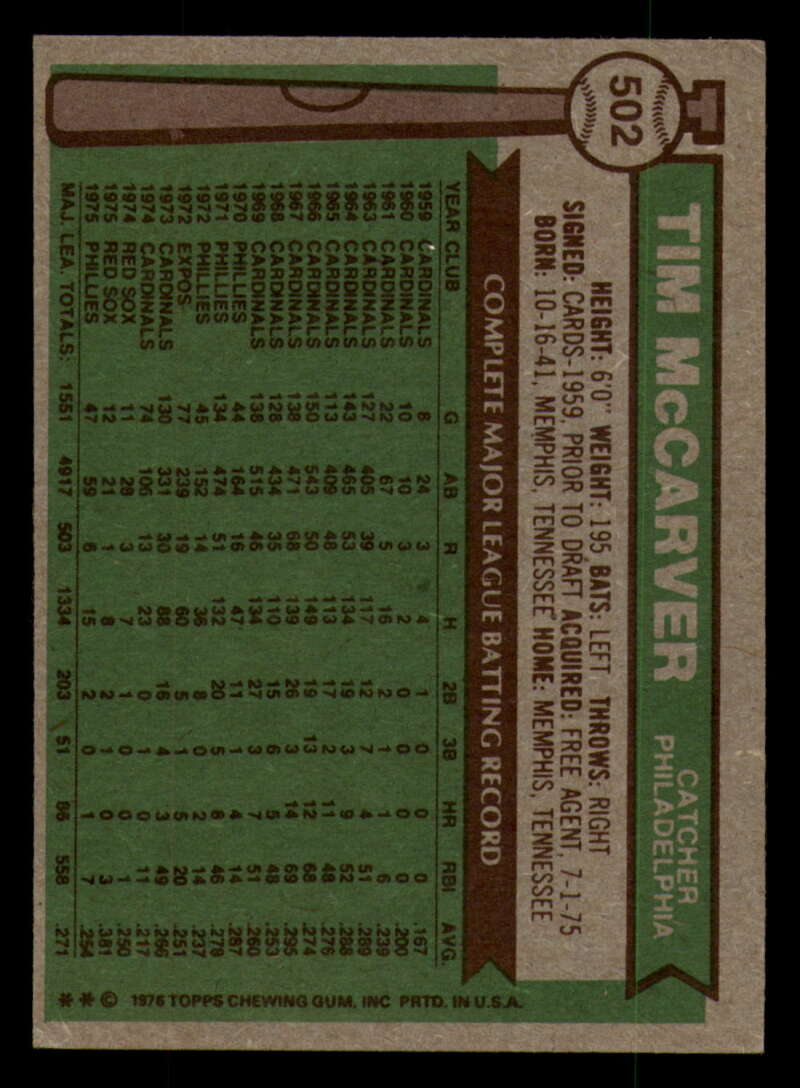 502
TIM McCARVER
CATCHER
PHILADELPHIA
HEIGHT: 6'0" WEIGHT: 195 BATS: LEFT THROWS: RIGHT
SIGNED: CARDS-1959, PRIOR TO DRAFT ACQUIRED: FREE AGENT, 7-1-75
BORN: 10-16-41, MEMPHIS, TENNESSEE HOME: MEMPHIS, TENNESSEE
COMPLETE MAJOR LEAGUE BATTING RECORD
YEAR CLUB G AB R H 2B 3B HR RBI AVG.
1959 CARDINALS 8 24 3 4 1 0 0 0 .167
1960 CARDINALS 10 10 3 2 0 0 0 0 .200
1961 CARDINALS 22 67 5 16 2 1 1 6 .239
1963 CARDINALS 127 405 39 117 12 7 4 51 .289
1964 CARDINALS 143 465 53 134 19 3 9 52 .288
1965 CARDINALS 113 409 48 113 17 2 11 48 .276
1966 CARDINALS 150 543 50 149 19 13 12 68 .274
1967 CARDINALS 138 471 68 139 26 3 14 69 .295
1968 CARDINALS 128 434 35 110 15 6 5 48 .253
1969 CARDINALS 138 515 46 134 27 3 7 51 .260
1970 PHILLIES 44 164 16 47 11 1 4 14 .287
1971 PHILLIES 134 474 51 132 20 5 8 46 .278
1972 PHILLIES 45 152 14 36 8 0 2 14 .237
1972 EXPOS 77 239 19 60 5 1 5 20 .251
1973 CARDINALS 130 331 30 88 16 4 3 49 .266
1974 CARDINALS 74 106 13 23 0 1 0 11 .217
1974 RED SOX 11 28 3 7 1 0 0 1 .250
1975 RED SOX 12 21 1 8 2 1 0 3 .381
1975 PHILLIES 47 59 6 15 2 0 1 7 .254
MAJ. LEA. TOTALS: 1551 4917 503 1334 203 51 86 558 .271
* * © 1976 TOPPS CHEWING GUM, INC PRTD. IN U.S.A.